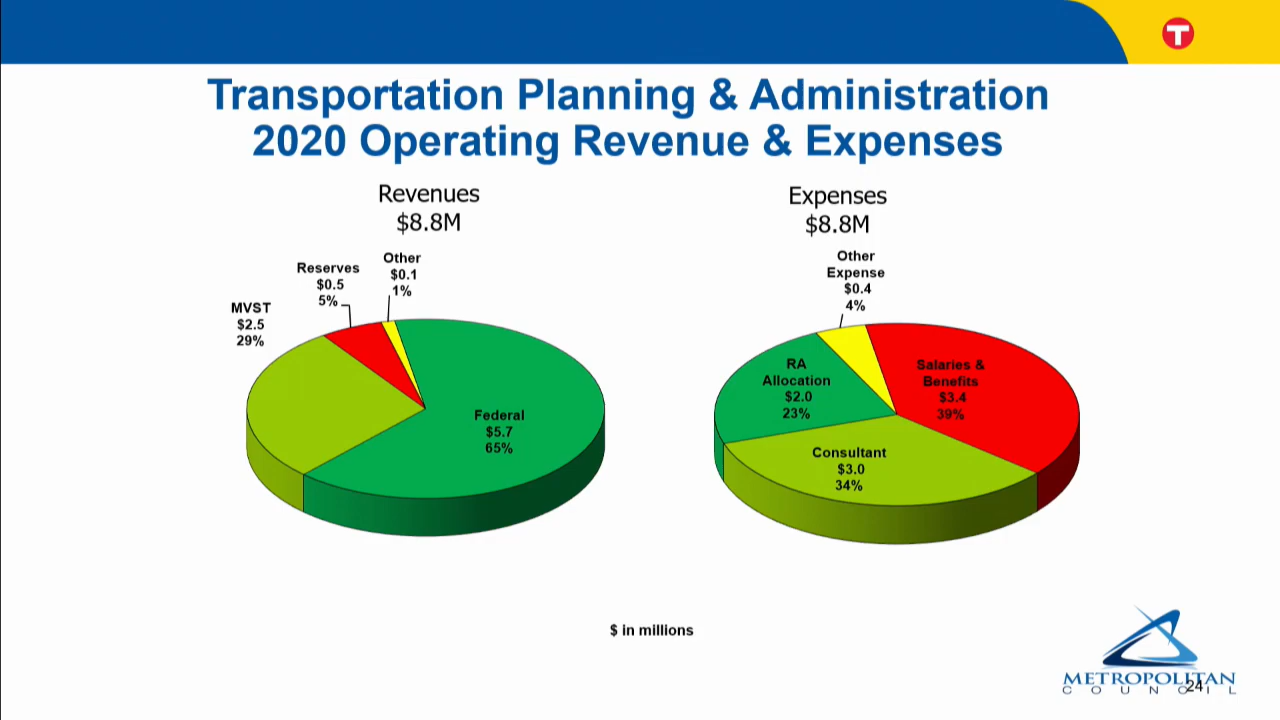 T
Transportation Planning & Administration
2020 Operating Revenue & Expenses
Revenues
$8.8M
Other
$0.1
1%
Reserves
$0.5
5%
MVST
$2.5
29%
Federal
$5.7
65%
Expenses
$8.8M
Other
Expense
$0.4
4%
RA
Allocation
$2.0
23%
Salaries &
Benefits
$3.4
39%
Consultant
$3.0
34%
$ in millions
METROPOLITAN
COUNCIL
24